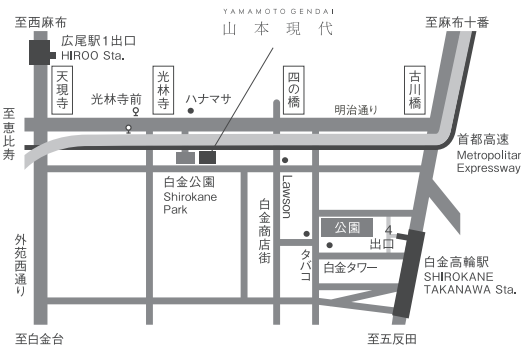 YAMAMOTO GENDAI
山本現代
至西麻布
至麻布十番
広尾駅1出口
HIROO Sta.
天現寺
光林寺前
光林寺
ハナマサ
四の橋
明治通り
古川橋
至恵比寿
首都高速
Metropolitar
Expressway
白金公園
Shirokane
Park
Lawson
白金商店街
公園
4
出口
タバコ
白金タワー
外苑西通り
白金高輪駅
SHIROKANE
TAKANAWA Sta.
至白金台
至五反田